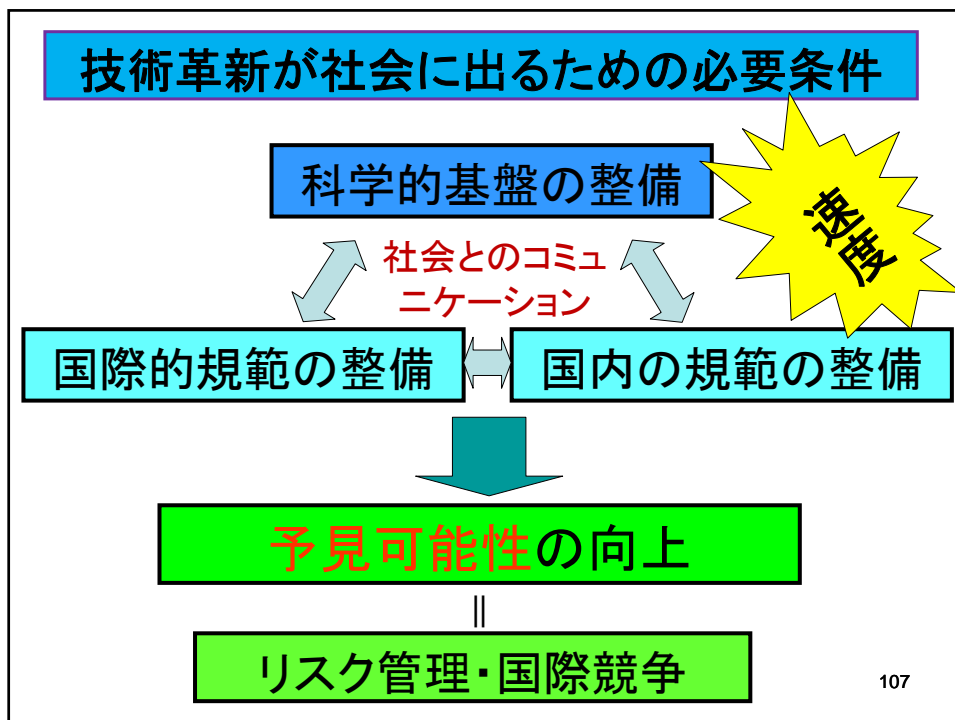 技術革新が社会に出るための必要条件
科学的基盤の整備
速度
社会とのコミュ
ニケーション
国際的規範の整備
国内の規範の整備
予見可能性の向上
||
リスク管理・国際競争
107